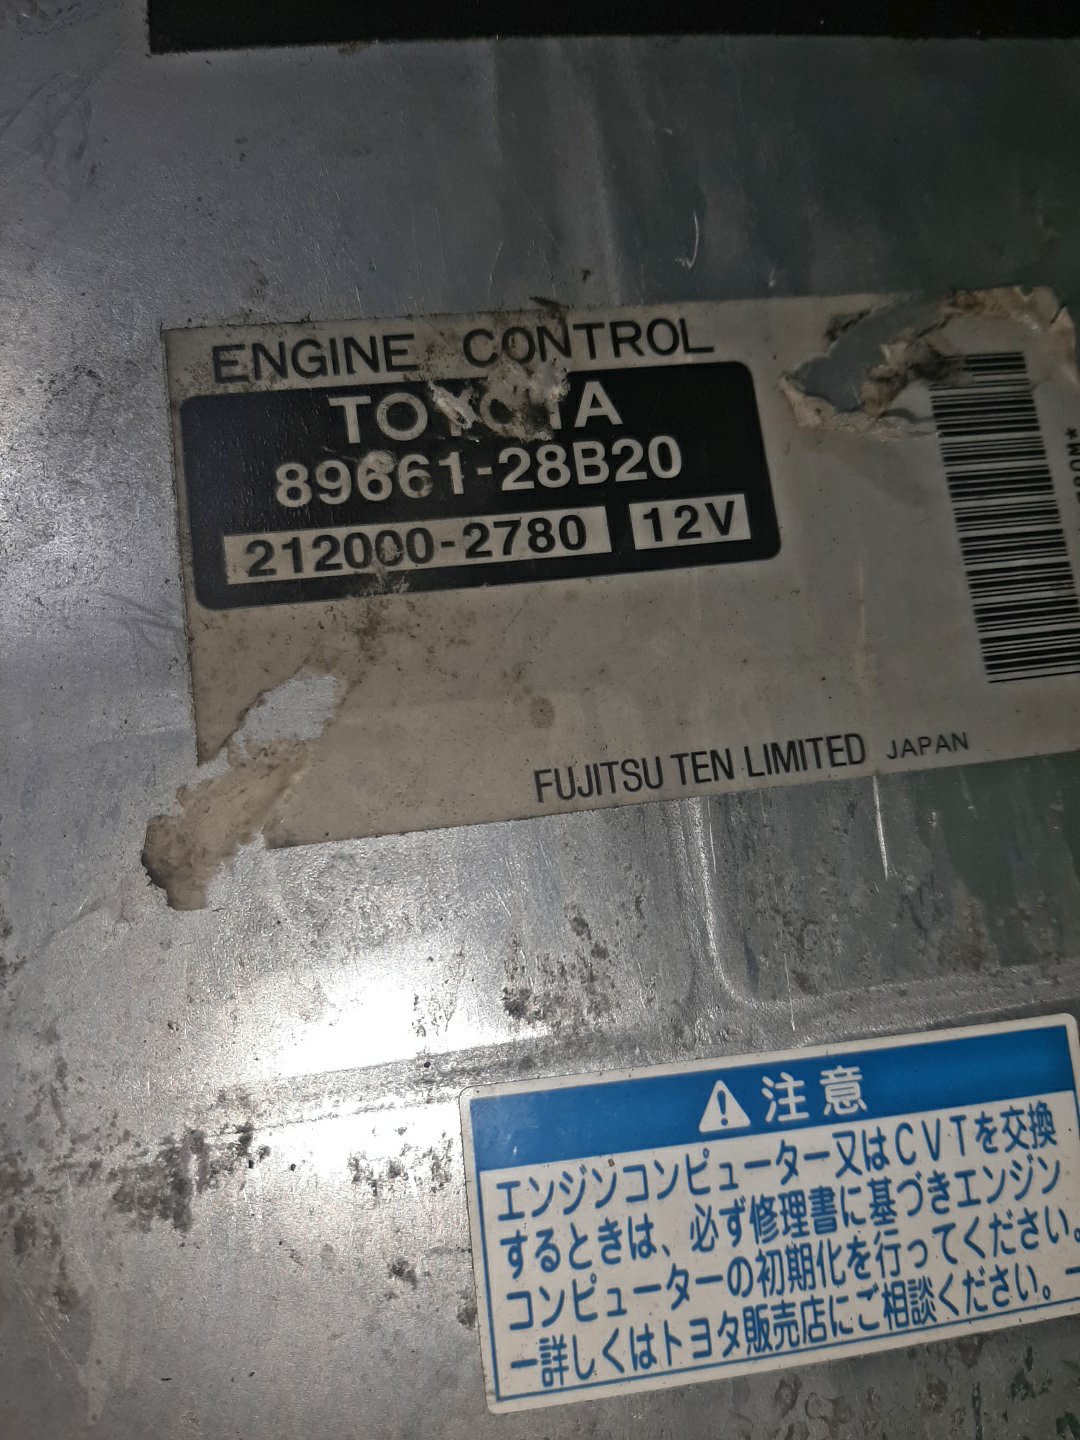 ENGINE CONTROL
TOYOTA
89661-28B20
212000-2780 12V
FUJITSU TEN LIMITED JAPAN
注意
エンジンコンピューター又はCVTを交換
するときは、必ず修理書に基づきエンジン
コンピューターの初期化を行ってください。
ー詳しくはトヨタ販売店にご相談ください。ー